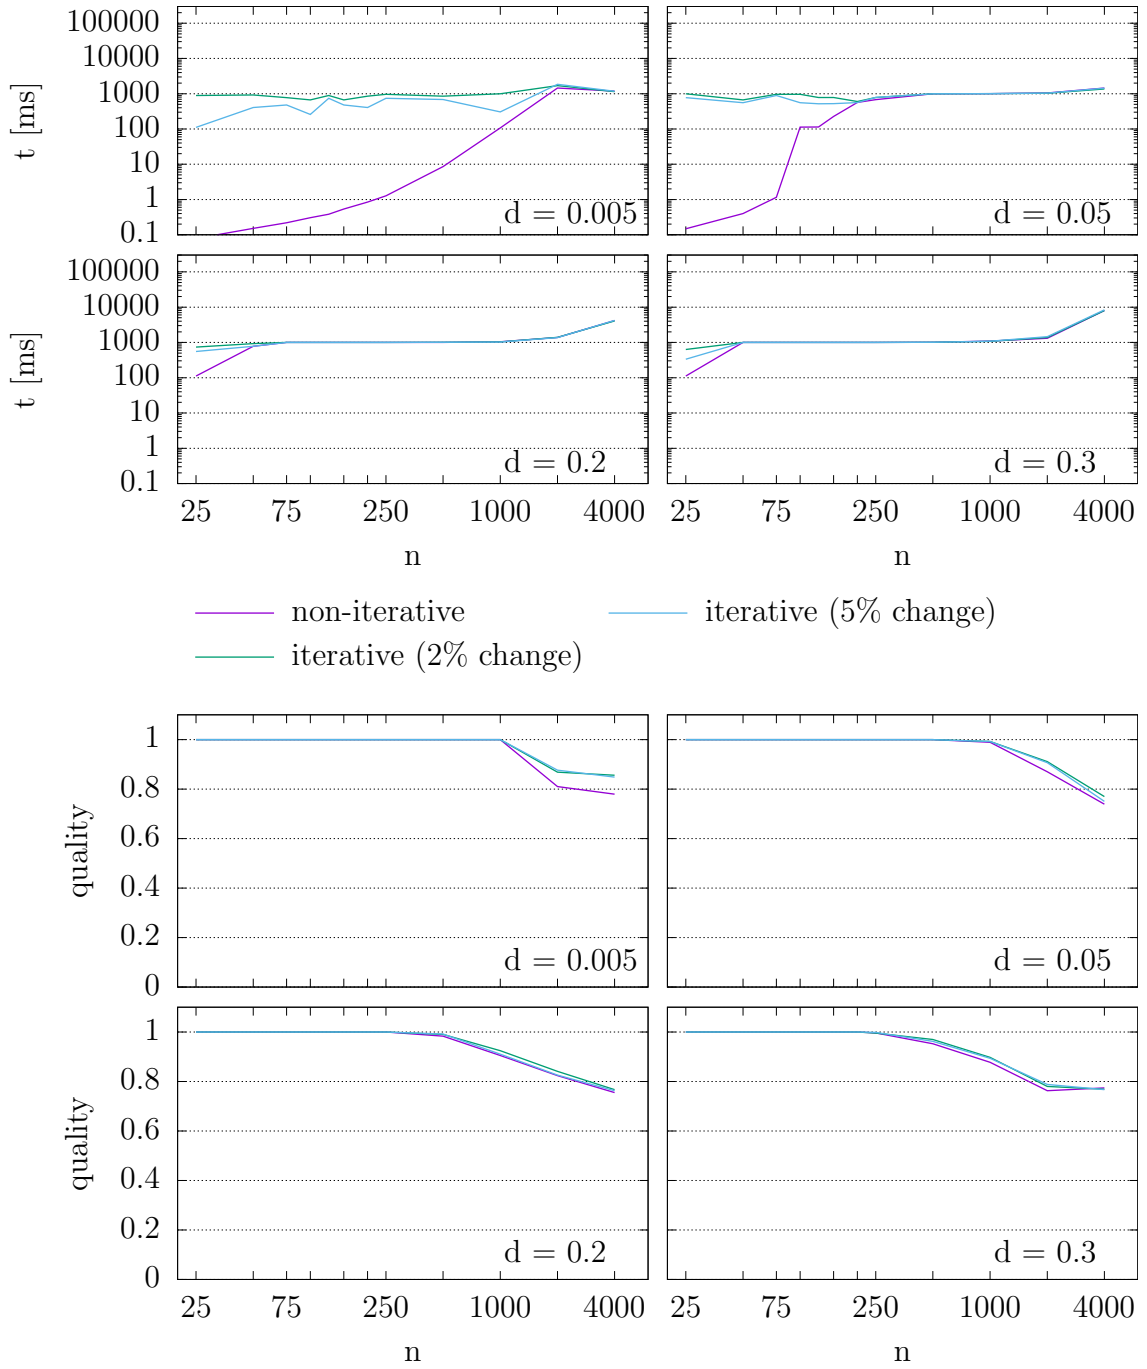 100000
10000
1000
100
10
1
0.1
t [ms]
d = 0.005
d = 0.05
100000
10000
1000
100
10
1
0.1
t [ms]
d = 0.2
d = 0.3
25 75 250 1000 4000
25 75 250 1000 4000
n
n
non-iterative
iterative (5% change)
iterative (2% change)
1
0.8
0.6
0.4
0.2
0
quality
d = 0.005
d = 0.05
1
0.8
0.6
0.4
0.2
0
quality
d = 0.2
d = 0.3
25 75 250 1000 4000
25 75 250 1000 4000
n
n